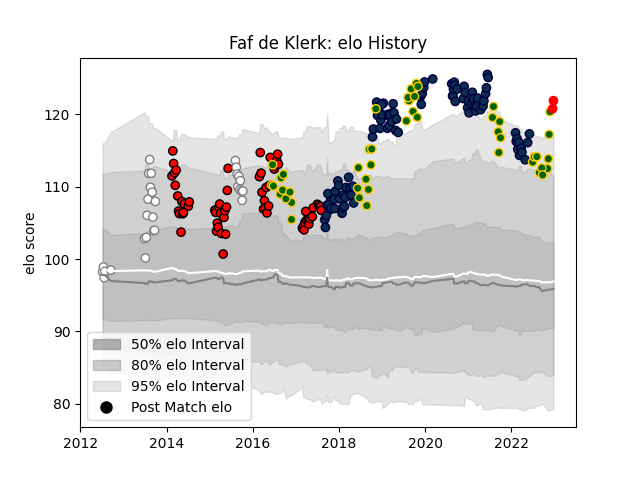 Faf de Klerk: elo History
elo score
120
110
100
90
80
50% elo Interval
80% elo Interval
95% elo Interval
Post Match elo
2012 2014 2016 2018 2020 2022